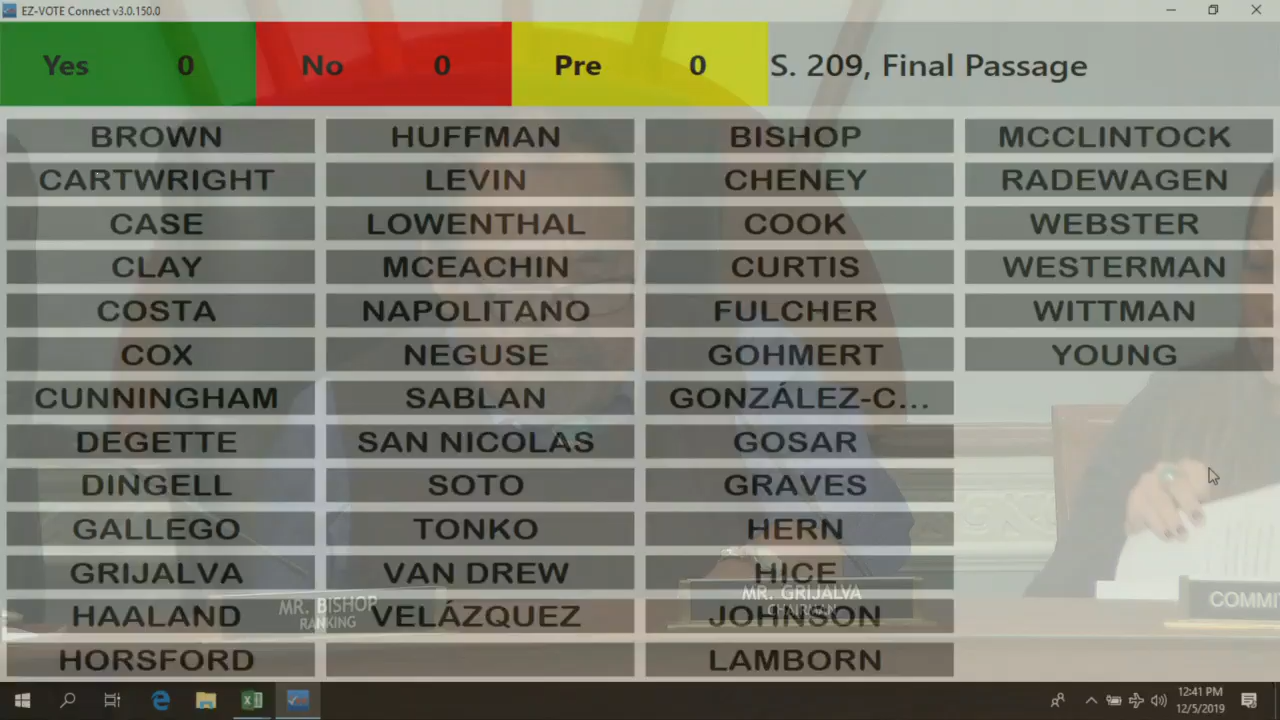 EZ-VOTE Connect v3.0.150.0
Yes 0 No 0 Pre 0 S. 209, Final Passage
BROWN HUFFMAN BISHOP MCCLINTOCK
CARTWRIGHT LEVIN CHENEY RADEWAGEN
CASE LOWENTHAL COOK WEBSTER
CLAY MCEACHIN CURTIS WESTERMAN
COSTA NAPOLITANO FULCHER WITTMAN
COX NEGUSE GOHMERT YOUNG
CUNNINGHAM SABLAN GONZÁLEZ-C...
DEGETTE SAN NICOLAS GOSAR
DINGELL SOTO GRAVES
GALLEGO TONKO HERN
GRIJALVA VAN DREW HICE
HAALAND VELÁZQUEZ JOHNSON
HORSFORD LAMBORN
MR. BISHOP
RANKING
MR. GRIJALVA
CHAIRMAN
COMMI
12:41 PM
12/5/2019